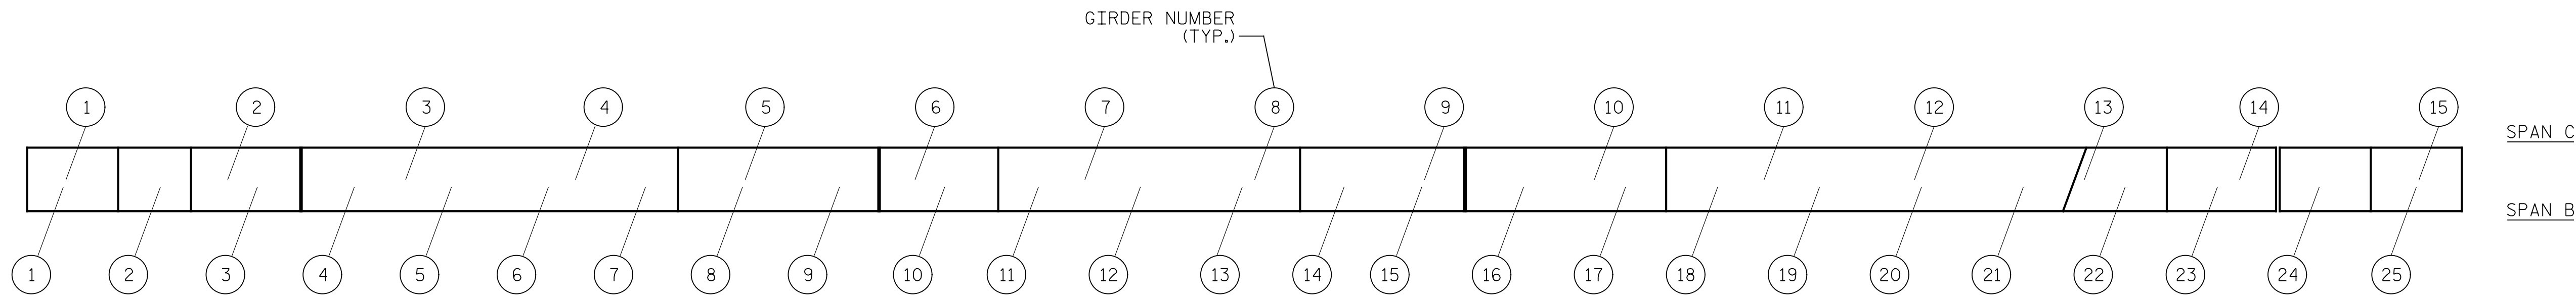 GIRDER NUMBER
(TYP.)
1 2 3 4 5 6 7 8 9 10 11 12 13 14 15
SPAN C
SPAN B
1 2 3 4 5 6 7 8 9 10 11 12 13 14 15 16 17 18 19 20 21 22 23 24 25